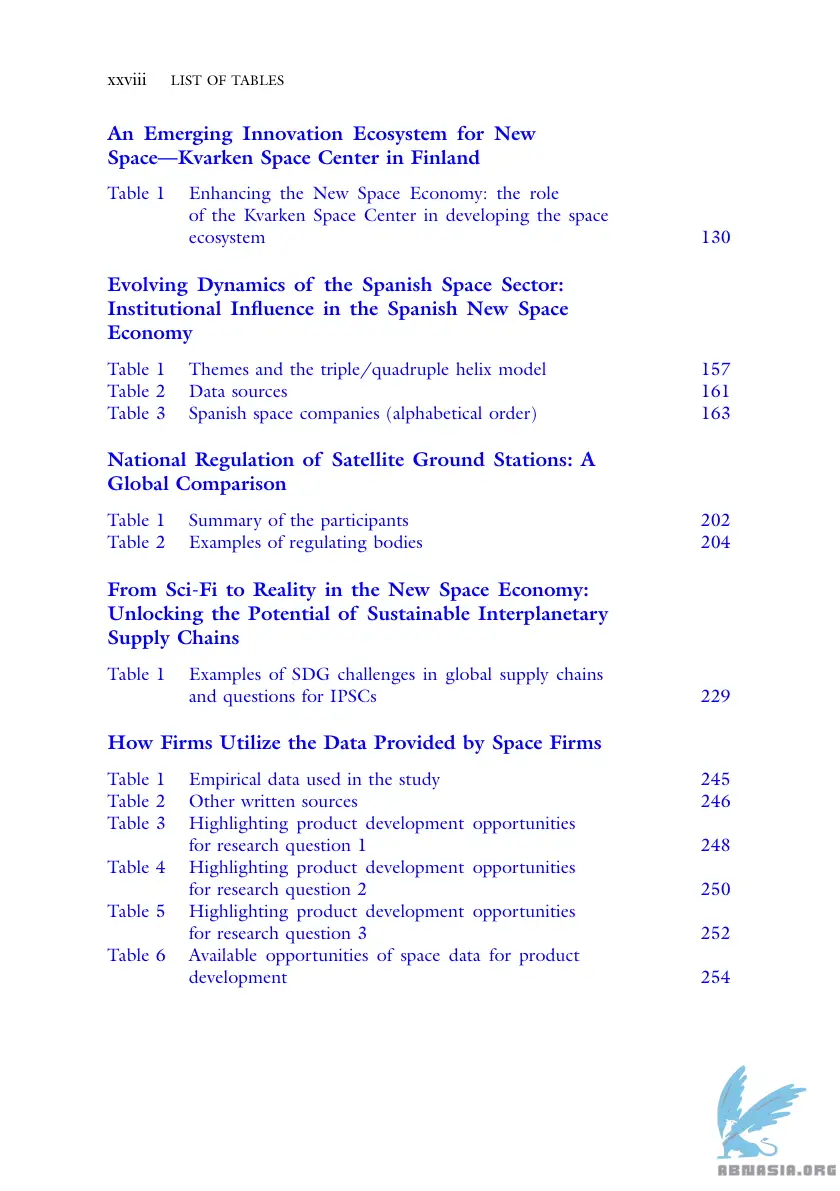 xxviii LIST OF TABLES
An Emerging Innovation Ecosystem for New
Space—Kvarken Space Center in Finland
Table 1 Enhancing the New Space Economy: the role
of the Kvarken Space Center in developing the space
ecosystem 130
Evolving Dynamics of the Spanish Space Sector:
Institutional Influence in the Spanish New Space
Economy
Table 1 Themes and the triple/quadruple helix model 157
Table 2 Data sources 161
Table 3 Spanish space companies (alphabetical order) 163
National Regulation of Satellite Ground Stations: A
Global Comparison
Table 1 Summary of the participants 202
Table 2 Examples of regulating bodies 204
From Sci-Fi to Reality in the New Space Economy:
Unlocking the Potential of Sustainable Interplanetary
Supply Chains
Table 1 Examples of SDG challenges in global supply chains
and questions for IPSCs 229
How Firms Utilize the Data Provided by Space Firms
Table 1 Empirical data used in the study 245
Table 2 Other written sources 246
Table 3 Highlighting product development opportunities
for research question 1 248
Table 4 Highlighting product development opportunities
for research question 2 250
Table 5 Highlighting product development opportunities
for research question 3 252
Table 6 Available opportunities of space data for product
development 254
ABNASIA.ORG